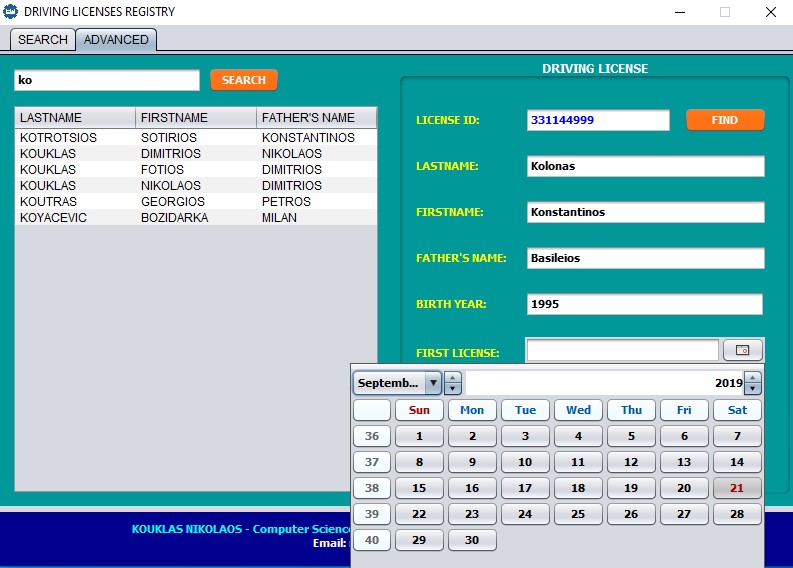 DRIVING LICENSES REGISTRY
SEARCH ADVANCED
ko SEARCH
LASTNAME FIRSTNAME FATHER'S NAME
KOTROTSIOS SOTIRIOS KONSTANTINOS
KOUKLAS DIMITRIOS NIKOLAOS
KOUKLAS FOTIOS DIMITRIOS
KOUKLAS NIKOLAOS DIMITRIOS
KOUTRAS GEORGIOS PETROS
KOYACEVIC BOZIDARKA MILAN
DRIVING LICENSE
LICENSE ID: 331144999 FIND
LASTNAME: Kolonas
FIRSTNAME: Konstantinos
FATHER'S NAME: Basileios
BIRTH YEAR: 1995
FIRST LICENSE:
Septemb... 2019
Sun Mon Tue Wed Thu Fri Sat
36 1 2 3 4 5 6 7
37 8 9 10 11 12 13 14
38 15 16 17 18 19 20 21
39 22 23 24 25 26 27 28
40 29 30
KOUKLAS NIKOLAOS - Computer Science
Email: